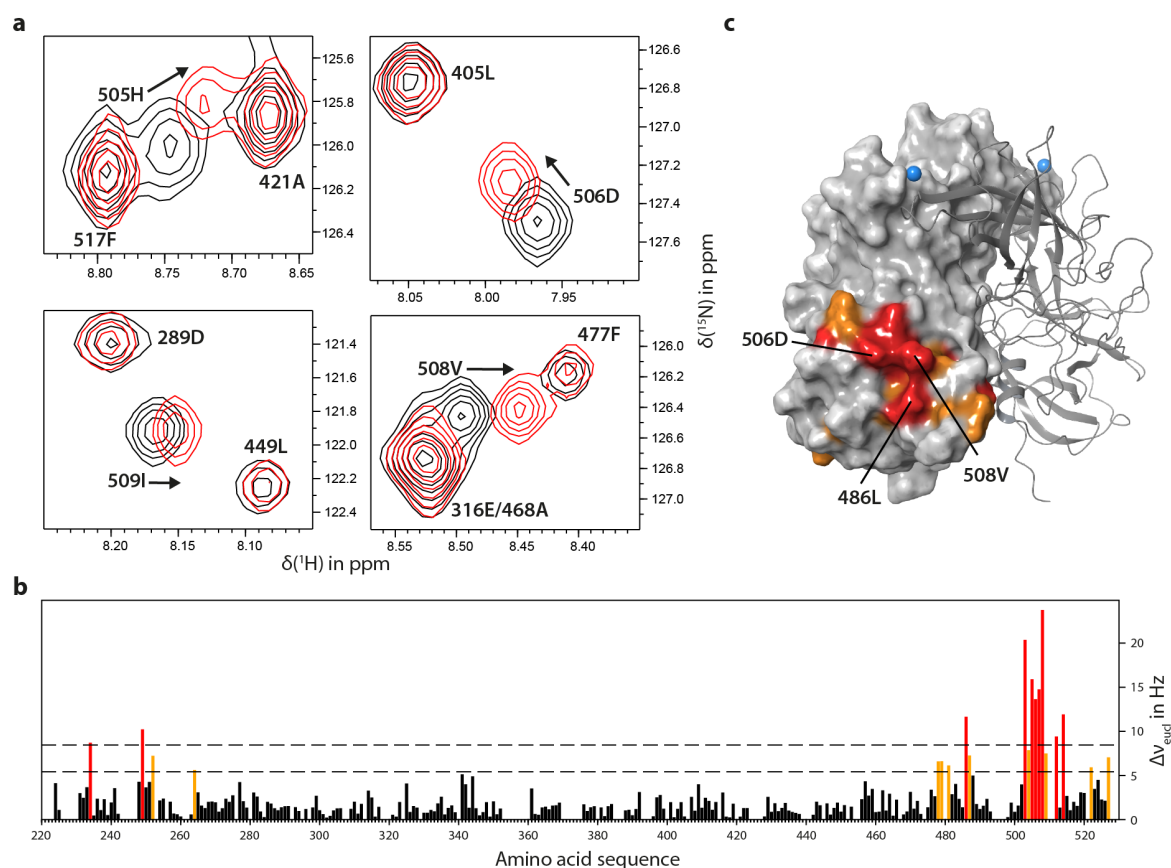 a
c
505H
517F
421A
125.6
125.8
126.0
126.2
126.4
8.80
8.75
8.70
8.65
405L
506D
126.6
126.8
127.0
127.2
127.4
127.6
8.05
8.00
7.95
289D
509I
449L
121.4
121.6
121.8
122.0
122.2
122.4
8.20
8.15
8.10
477F
508V
316E/468A
126.0
126.2
126.4
126.6
126.8
127.0
8.55
8.50
8.45
8.40
δ(¹H) in ppm
δ(¹⁵N) in ppm
506D
486L
508V
b
20
15
10
5
0
Δν_eucl in Hz
220 240 260 280 300 320 340 360 380 400 420 440 460 480 500 520
Amino acid sequence